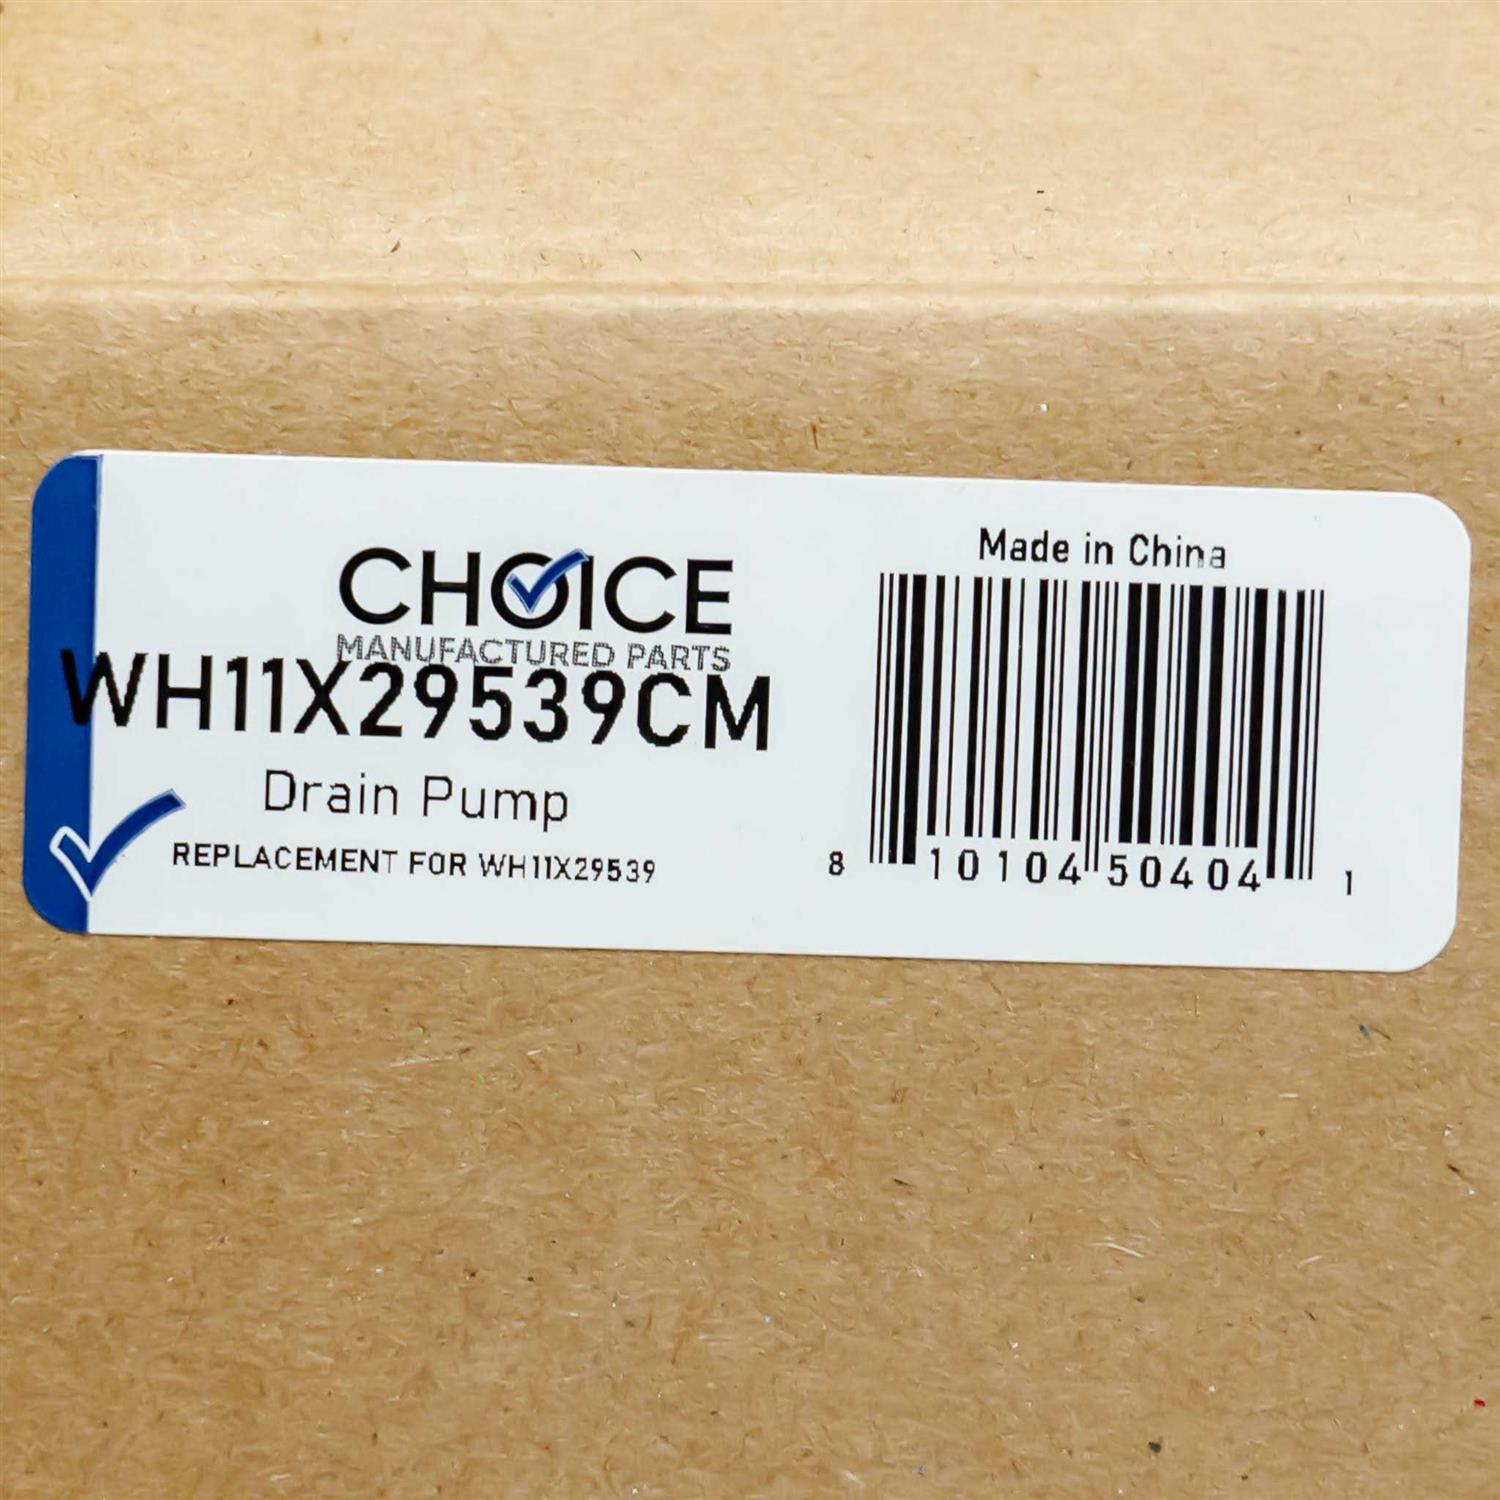 CHOICE
MANUFACTURED PARTS
WH11X29539CM
Drain Pump
REPLACEMENT FOR WH11X29539
Made in China
8 10104 50404 1